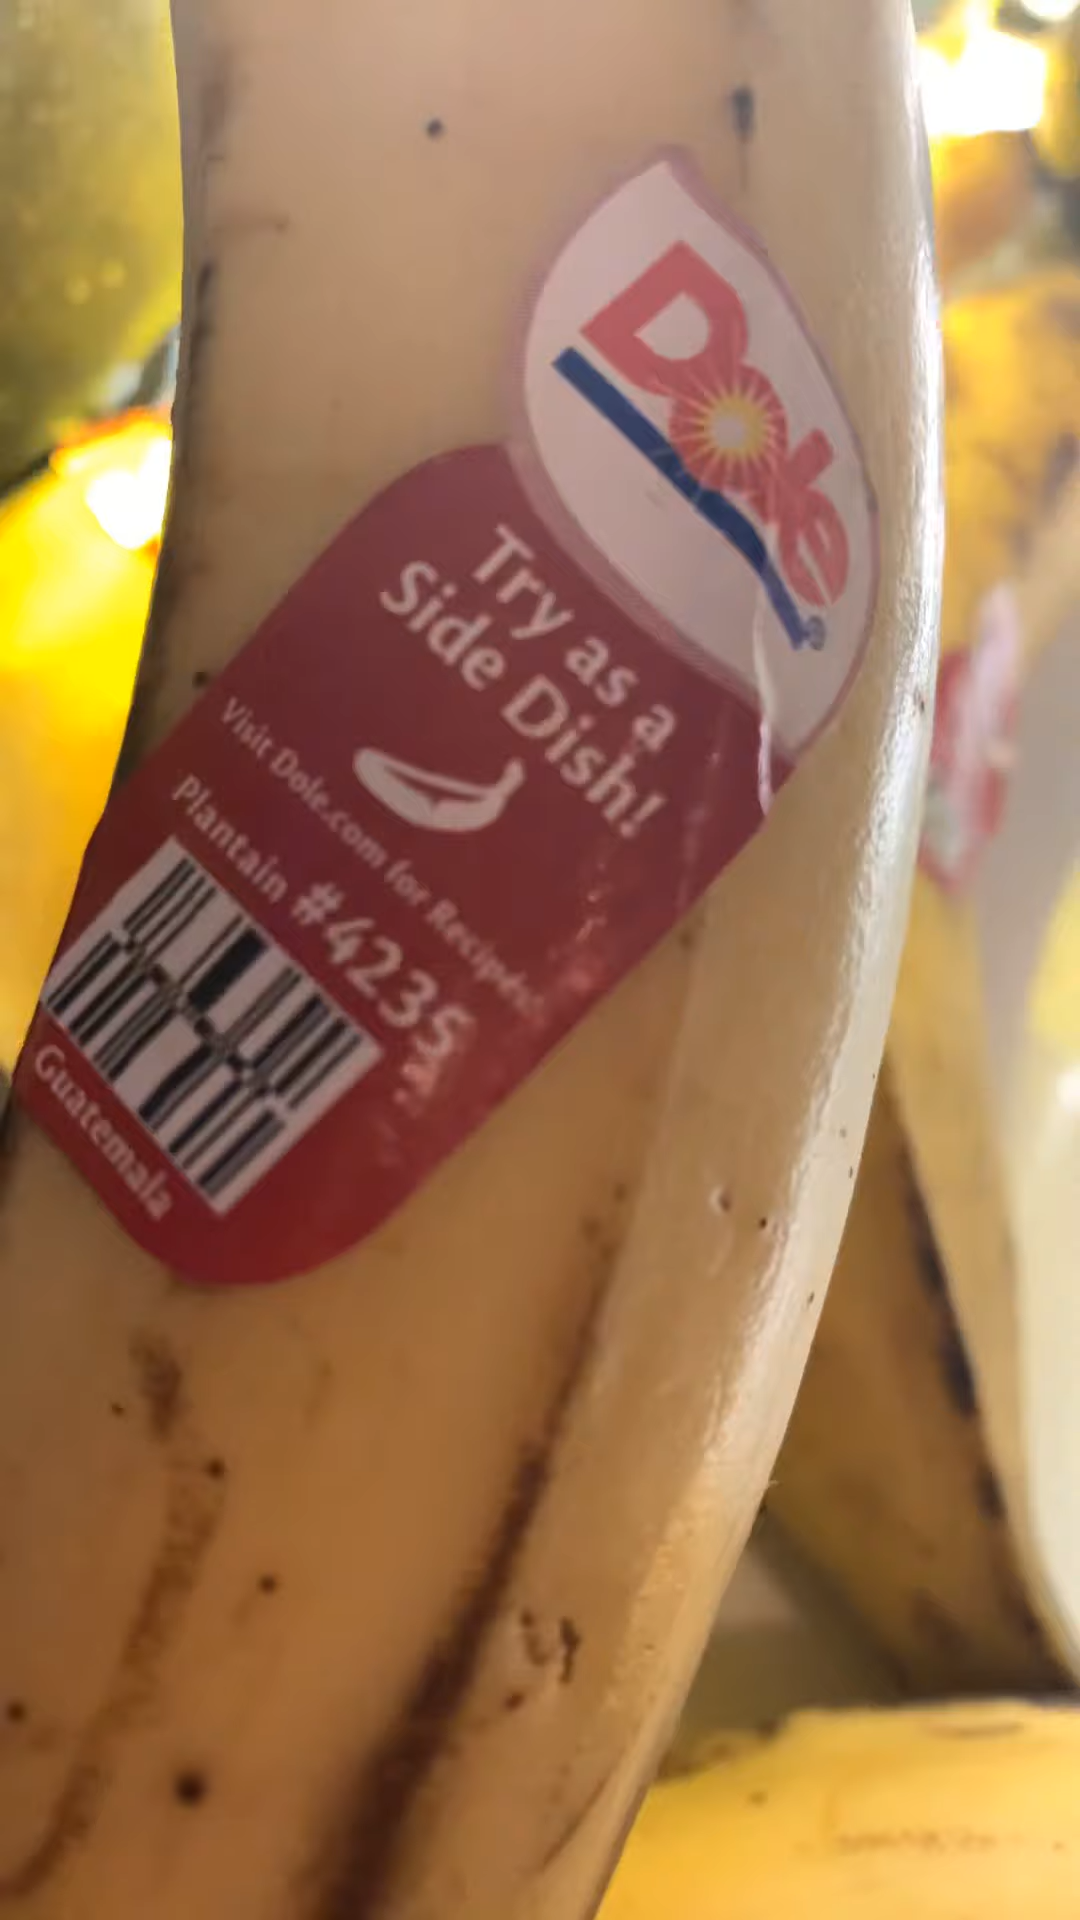 Dole®
Try as a
Side Dish!
Visit Dole.com for Recipes!
Plantain #4235
Guatemala